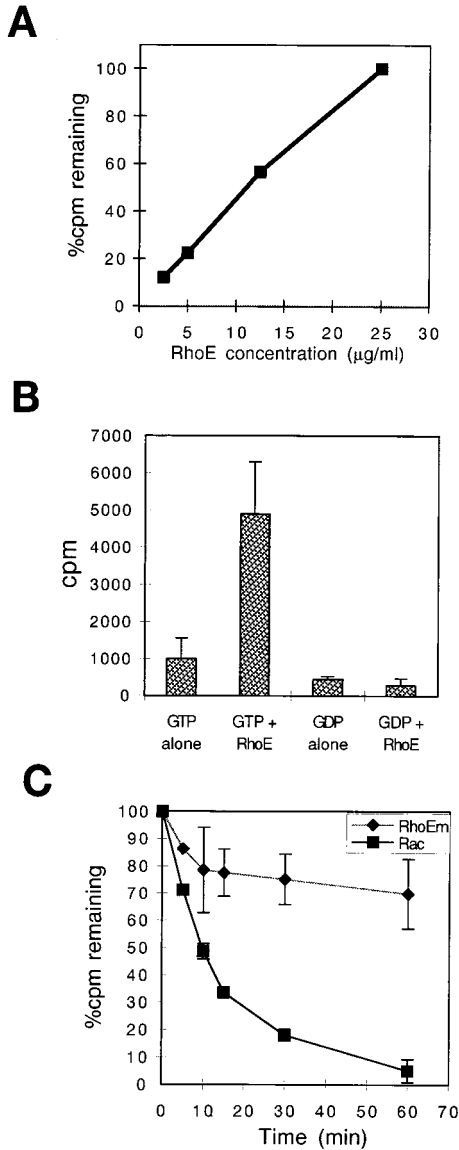 A
%cpm remaining
100
80
60
40
20
0
0 5 10 15 20 25 30
RhoE concentration (µg/ml)
B
cpm
7000
6000
5000
4000
3000
2000
1000
0
GTP alone
GTP + RhoE
GDP alone
GDP + RhoE
C
%cpm remaining
100
90
80
70
60
50
40
30
20
10
0
RhoEm
Rac
0 10 20 30 40 50 60 70
Time (min)